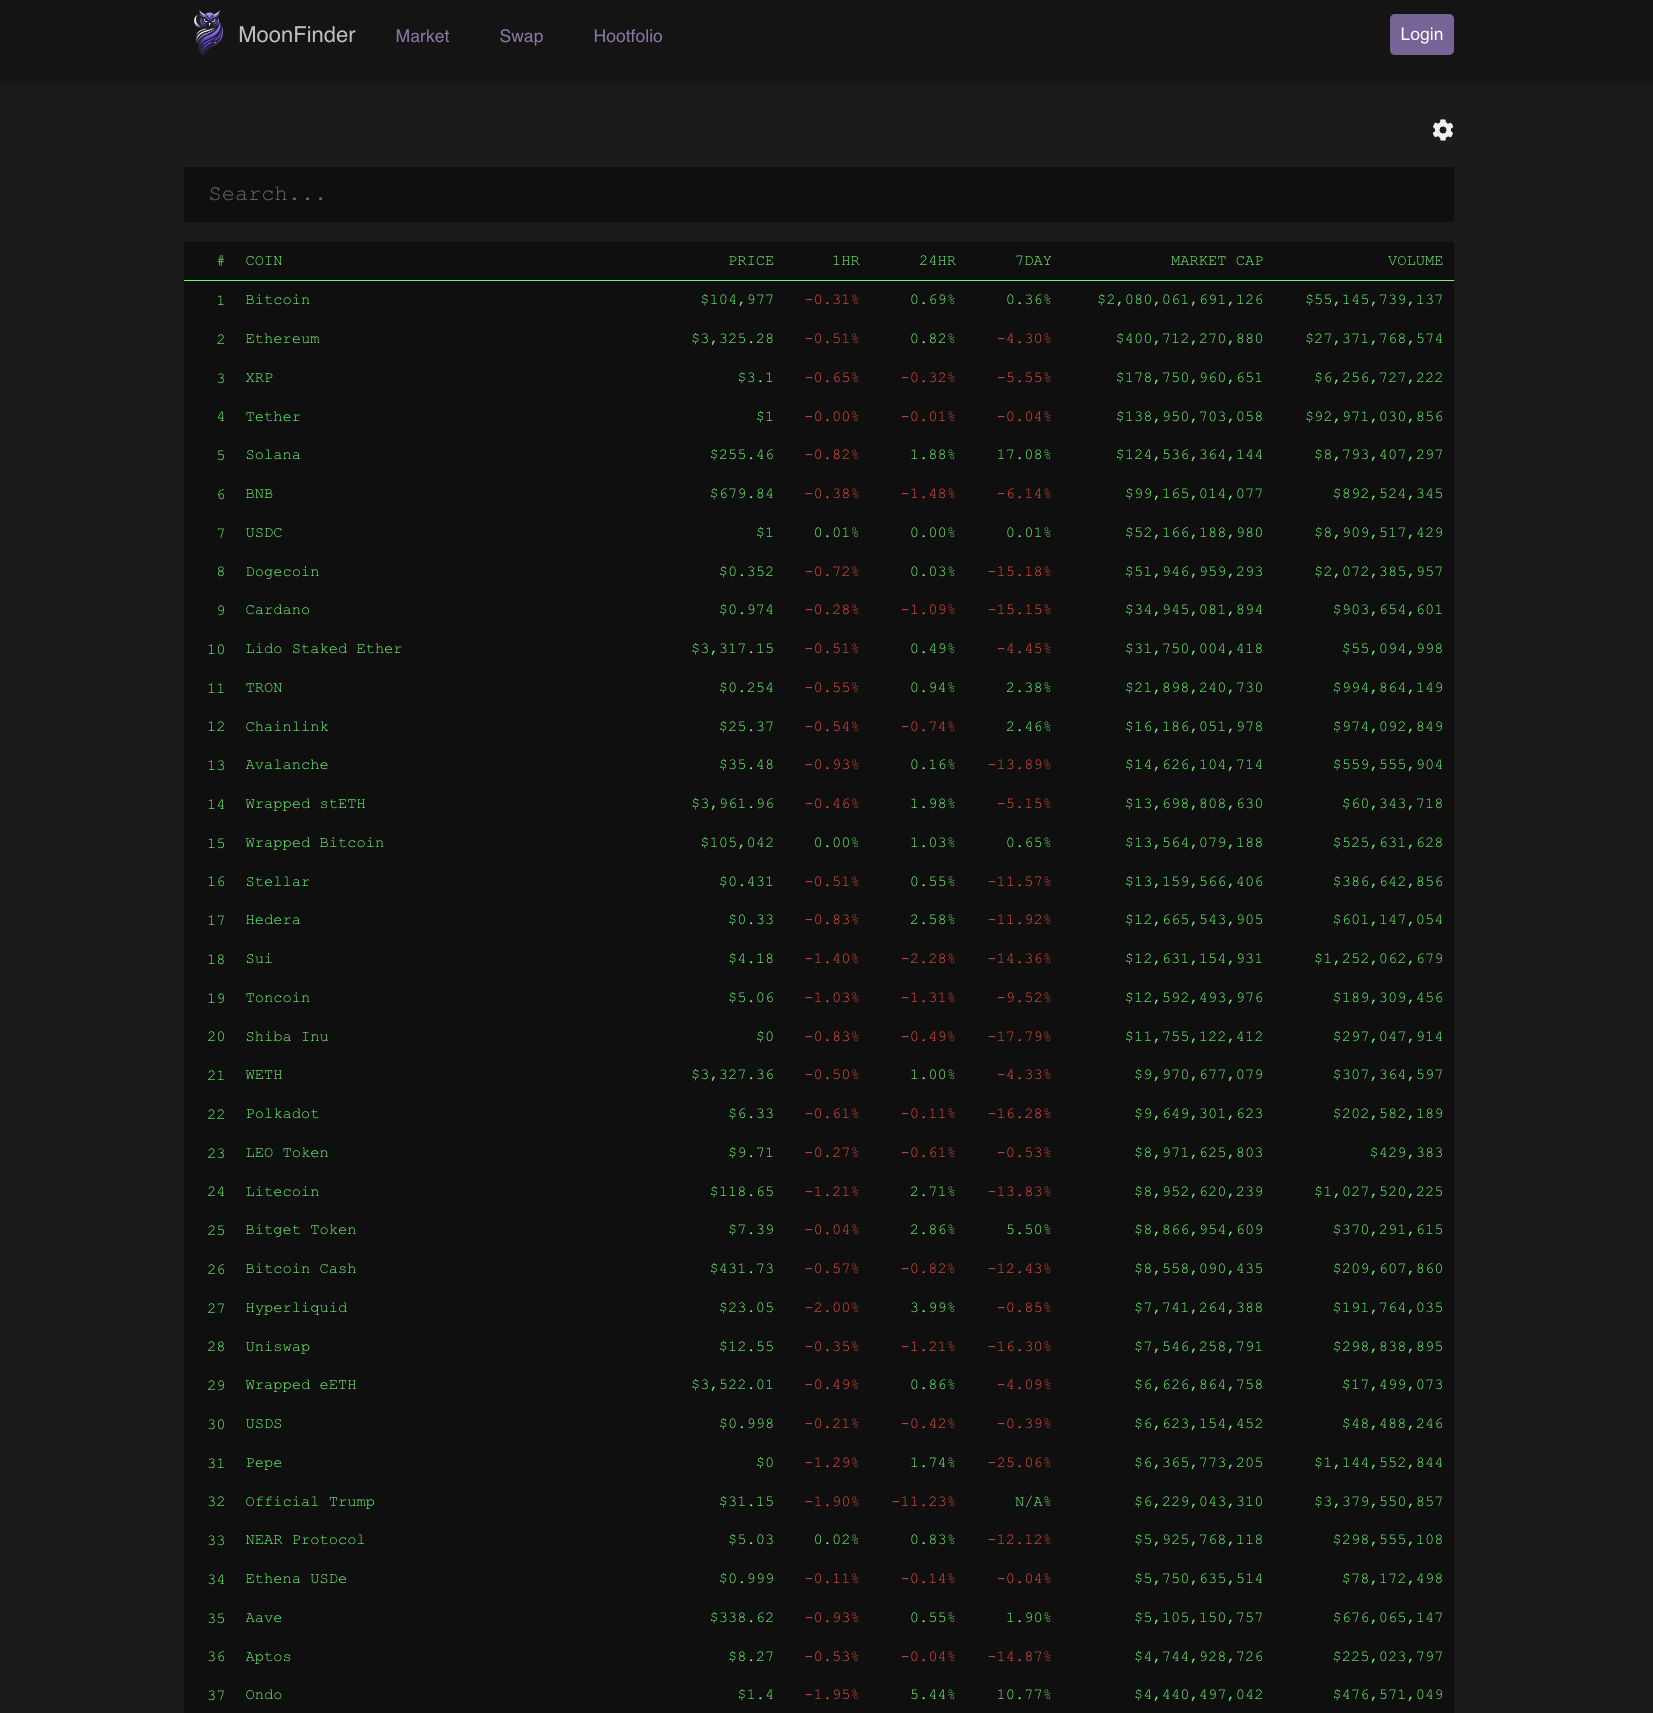 MoonFinder Market Swap Hootfolio Login
Search...
# COIN PRICE 1HR 24HR 7DAY MARKET CAP VOLUME
1 Bitcoin $104,977 -0.31% 0.69% 0.36% $2,080,061,691,126 $55,145,739,137
2 Ethereum $3,325.28 -0.51% 0.82% -4.30% $400,712,270,880 $27,371,768,574
3 XRP $3.1 -0.65% -0.32% -5.55% $178,750,960,651 $6,256,727,222
4 Tether $1 -0.00% -0.01% -0.04% $138,950,703,058 $92,971,030,856
5 Solana $255.46 -0.82% 1.88% 17.08% $124,536,364,144 $8,793,407,297
6 BNB $679.84 -0.38% -1.48% -6.14% $99,165,014,077 $892,524,345
7 USDC $1 0.01% 0.00% 0.01% $52,166,188,980 $8,909,517,429
8 Dogecoin $0.352 -0.72% 0.03% -15.18% $51,946,959,293 $2,072,385,957
9 Cardano $0.974 -0.28% -1.09% -15.15% $34,945,081,894 $903,654,601
10 Lido Staked Ether $3,317.15 -0.51% 0.49% -4.45% $31,750,004,418 $55,094,998
11 TRON $0.254 -0.55% 0.94% 2.38% $21,898,240,730 $994,864,149
12 Chainlink $25.37 -0.54% -0.74% 2.46% $16,186,051,978 $974,092,849
13 Avalanche $35.48 -0.93% 0.16% -13.89% $14,626,104,714 $559,555,904
14 Wrapped stETH $3,961.96 -0.46% 1.98% -5.15% $13,698,808,630 $60,343,718
15 Wrapped Bitcoin $105,042 0.00% 1.03% 0.65% $13,564,079,188 $525,631,628
16 Stellar $0.431 -0.51% 0.55% -11.57% $13,159,566,406 $386,642,856
17 Hedera $0.33 -0.83% 2.58% -11.92% $12,665,543,905 $601,147,054
18 Sui $4.18 -1.40% -2.28% -14.36% $12,631,154,931 $1,252,062,679
19 Toncoin $5.06 -1.03% -1.31% -9.52% $12,592,493,976 $189,309,456
20 Shiba Inu $0 -0.83% -0.49% -17.79% $11,755,122,412 $297,047,914
21 WETH $3,327.36 -0.50% 1.00% -4.33% $9,970,677,079 $307,364,597
22 Polkadot $6.33 -0.61% -0.11% -16.28% $9,649,301,623 $202,582,189
23 LEO Token $9.71 -0.27% -0.61% -0.53% $8,971,625,803 $429,383
24 Litecoin $118.65 -1.21% 2.71% -13.83% $8,952,620,239 $1,027,520,225
25 Bitget Token $7.39 -0.04% 2.86% 5.50% $8,866,954,609 $370,291,615
26 Bitcoin Cash $431.73 -0.57% -0.82% -12.43% $8,558,090,435 $209,607,860
27 Hyperliquid $23.05 -2.00% 3.99% -0.85% $7,741,264,388 $191,764,035
28 Uniswap $12.55 -0.35% -1.21% -16.30% $7,546,258,791 $298,838,895
29 Wrapped eETH $3,522.01 -0.49% 0.86% -4.09% $6,626,864,758 $17,499,073
30 USDS $0.998 -0.21% -0.42% -0.39% $6,623,154,452 $48,488,246
31 Pepe $0 -1.29% 1.74% -25.06% $6,365,773,205 $1,144,552,844
32 Official Trump $31.15 -1.90% -11.23% N/A% $6,229,043,310 $3,379,550,857
33 NEAR Protocol $5.03 0.02% 0.83% -12.12% $5,925,768,118 $298,555,108
34 Ethena USDe $0.999 -0.11% -0.14% -0.04% $5,750,635,514 $78,172,498
35 Aave $338.62 -0.93% 0.55% 1.90% $5,105,150,757 $676,065,147
36 Aptos $8.27 -0.53% -0.04% -14.87% $4,744,928,726 $225,023,797
37 Ondo $1.4 -1.95% 5.44% 10.77% $4,440,497,042 $476,571,049